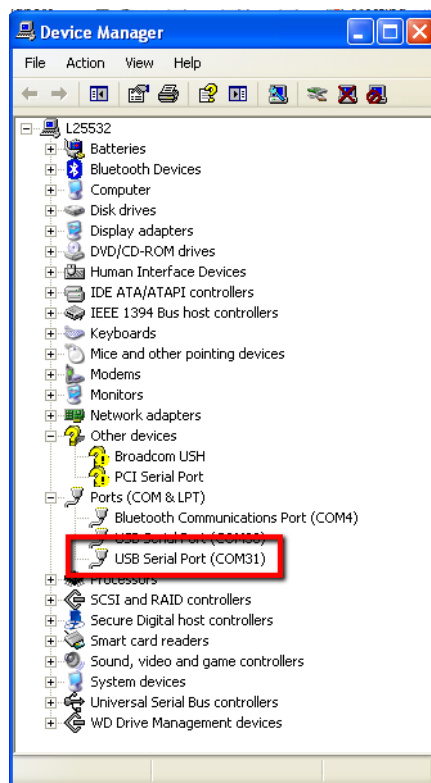 Device Manager
File Action View Help
L25532
Batteries
Bluetooth Devices
Computer
Disk drives
Display adapters
DVD/CD-ROM drives
Human Interface Devices
IDE ATA/ATAPI controllers
IEEE 1394 Bus host controllers
Keyboards
Mice and other pointing devices
Modems
Monitors
Network adapters
Other devices
Broadcom USH
PCI Serial Port
Ports (COM & LPT)
Bluetooth Communications Port (COM4)
USB Serial Port
USB Serial Port (COM31)
Processors
SCSI and RAID controllers
Secure Digital host controllers
Smart card readers
Sound, video and game controllers
System devices
Universal Serial Bus controllers
WD Drive Management devices